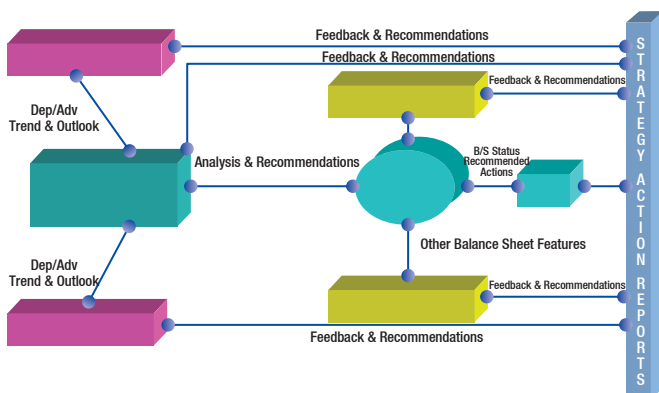 Feedback & Recommendations
Feedback & Recommendations
Feedback & Recommendations
Dep/Adv
Trend & Outlook
Analysis & Recommendations
B/S Status
Recommended
Actions
Other Balance Sheet Features
Dep/Adv
Trend & Outlook
Feedback & Recommendations
Feedback & Recommendations
STRATEGY ACTION REPORTS